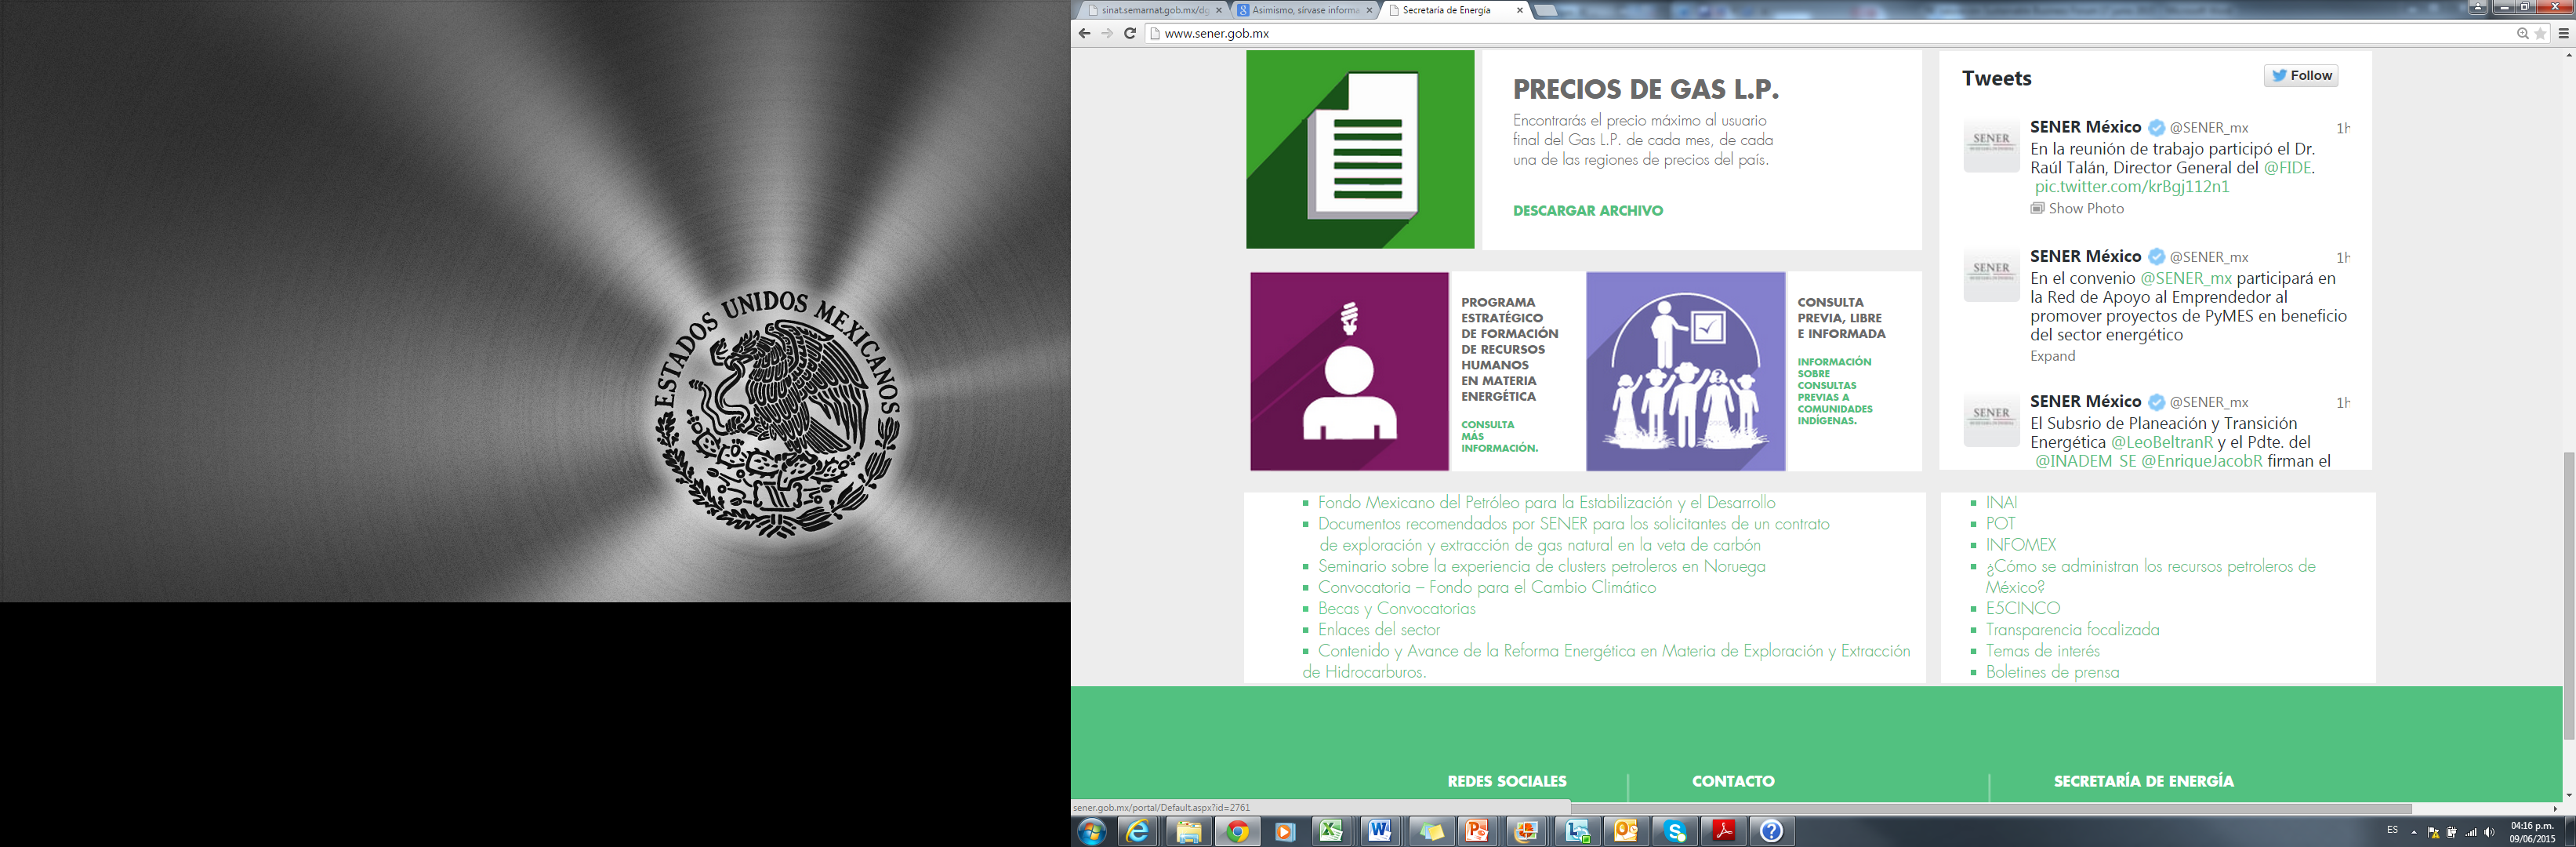 ESTADOS UNIDOS MEXICANOS
sinat.semarnat.gob.mx/dg
Asimismo, sirvase informa
Secretaría de Energía
www.sener.gob.mx
PRECIOS DE GAS L.P.
Encontrarás el precio máximo al usuario
final del Gas L.P. de cada mes, de cada
una de las regiones de precios del país.
DESCARGAR ARCHIVO
PROGRAMA
ESTRATÉGICO
DE FORMACIÓN
DE RECURSOS
HUMANOS
EN MATERIA
ENERGÉTICA
CONSULTA
MÁS
INFORMACIÓN.
CONSULTA
PREVIA, LIBRE
E INFORMADA
INFORMACIÓN
SOBRE
CONSULTAS
PREVIAS A
COMUNIDADES
INDÍGENAS.
Tweets
Follow
SENER
SENER México @SENER_mx 1h
En la reunión de trabajo participó el Dr.
Raúl Talán, Director General del @FIDE.
pic.twitter.com/krBgj112n1
Show Photo
SENER
SENER México @SENER_mx 1h
En el convenio @SENER_mx participará en
la Red de Apoyo al Emprendedor al
promover proyectos de PyMES en beneficio
del sector energético
Expand
SENER
SENER México @SENER_mx 1h
El Subsrio de Planeación y Transición
Energética @LeoBeltranR y el Pdte. del
@INADEM_SE @EnriqueJacobR firman el
Fondo Mexicano del Petróleo para la Estabilización y el Desarrollo
Documentos recomendados por SENER para los solicitantes de un contrato
de exploración y extracción de gas natural en la veta de carbón
Seminario sobre la experiencia de clusters petroleros en Noruega
Convocatoria – Fondo para el Cambio Climático
Becas y Convocatorias
Enlaces del sector
Contenido y Avance de la Reforma Energética en Materia de Exploración y Extracción
de Hidrocarburos.
INAI
POT
INFOMEX
¿Cómo se administran los recursos petroleros de
México?
E5CINCO
Transparencia focalizada
Temas de interés
Boletines de prensa
REDES SOCIALES
CONTACTO
SECRETARÍA DE ENERGÍA
sener.gob.mx/portal/Default.aspx?id=2761
ES
04:16 p.m.
09/06/2015